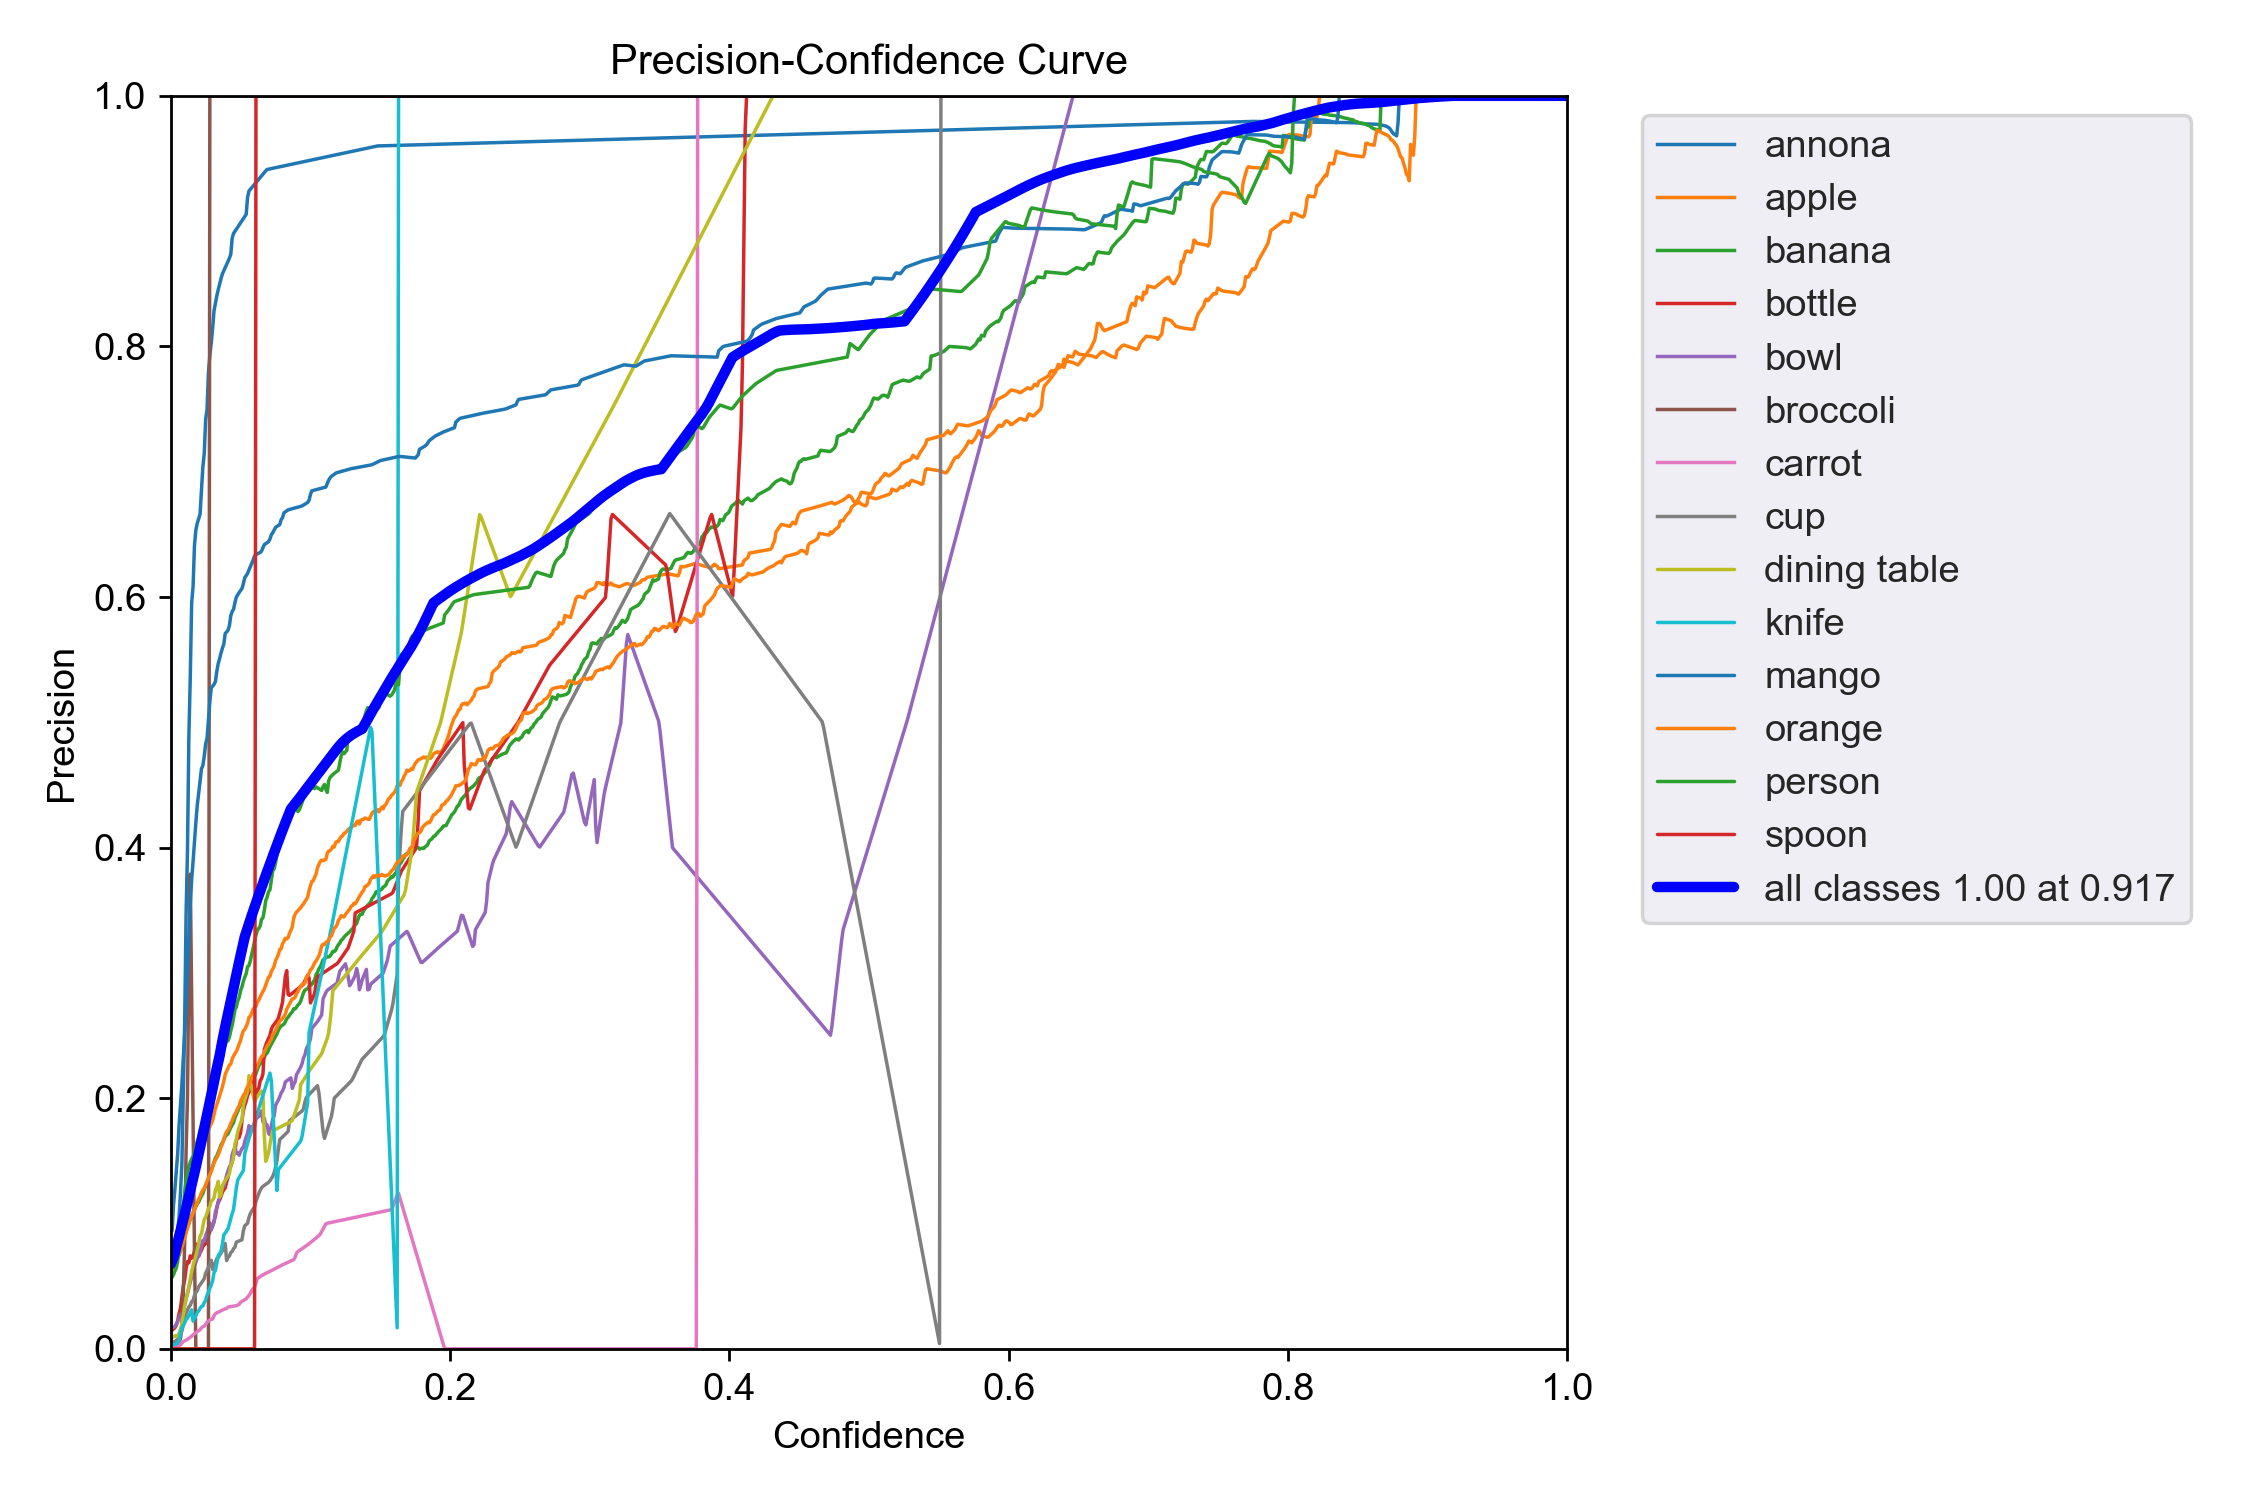 Precision-Confidence Curve
1.0
0.8
0.6
0.4
0.2
0.0
Precision
0.0 0.2 0.4 0.6 0.8 1.0
Confidence
annona
apple
banana
bottle
bowl
broccoli
carrot
cup
dining table
knife
mango
orange
person
spoon
all classes 1.00 at 0.917